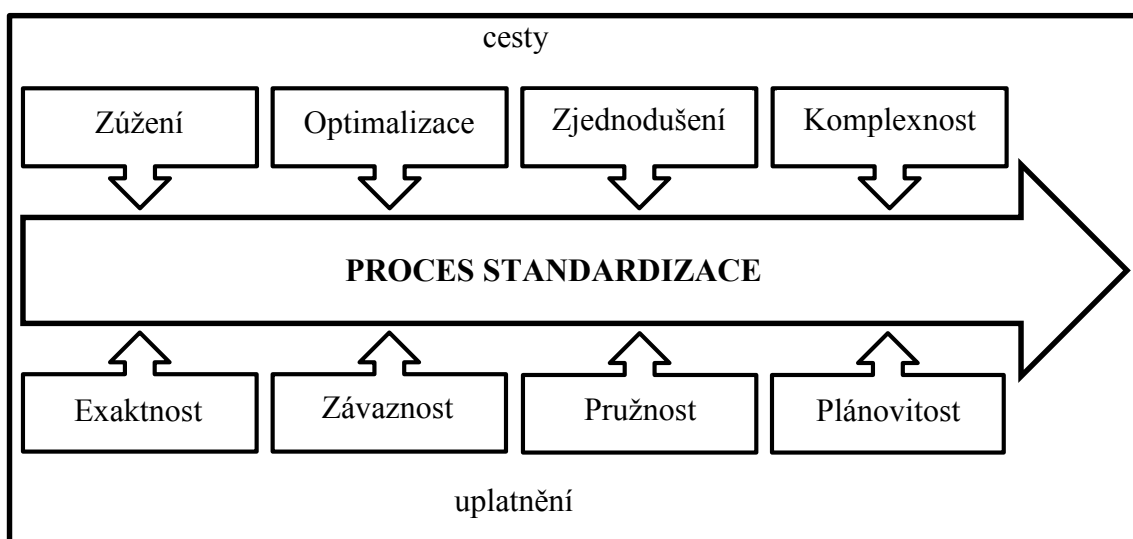 cesty
Zúžení
Optimalizace
Zjednodušení
Komplexnost
PROCES STANDARDIZACE
Exaktnost
Závaznost
Pružnost
Plánovitost
uplatnění